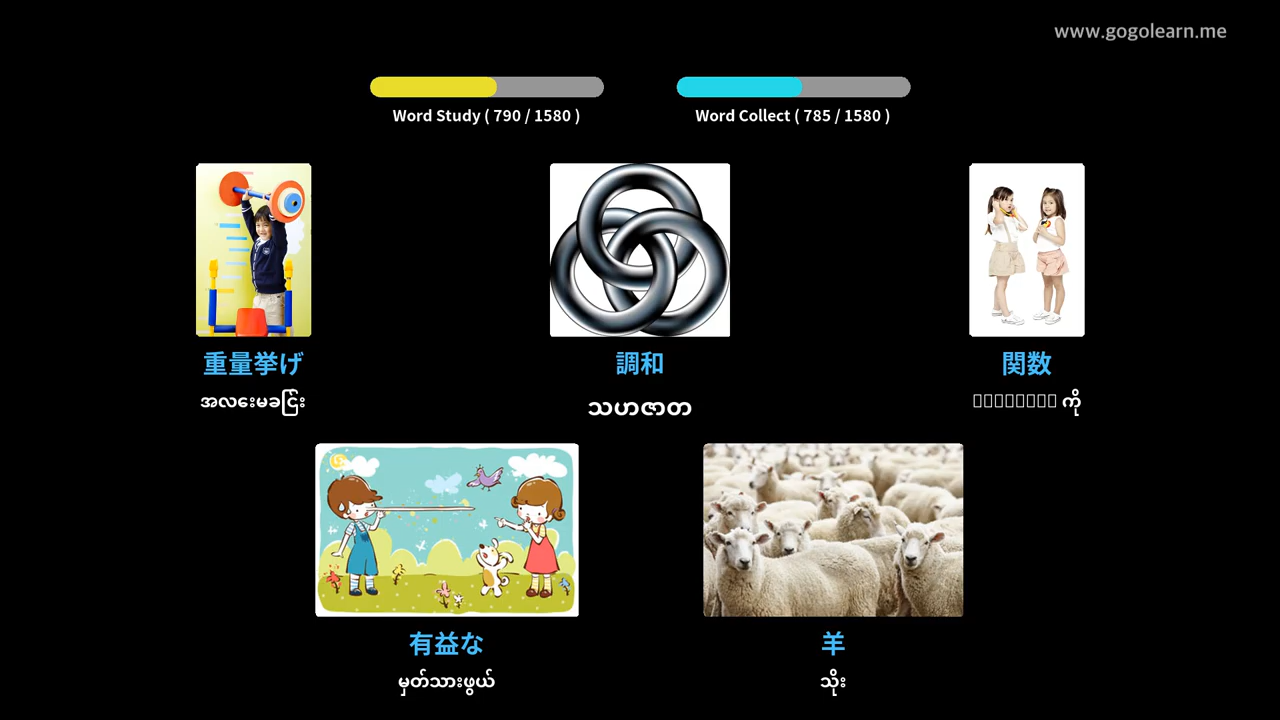 www.gogolearn.me
Word Study ( 790 / 1580 )
Word Collect ( 785 / 1580 )
重量挙げ
調和
関数
အလေးမခြင်း
သဟဇာတ
ကို
有益な
羊
မှတ်သားဖွယ်
သိုး